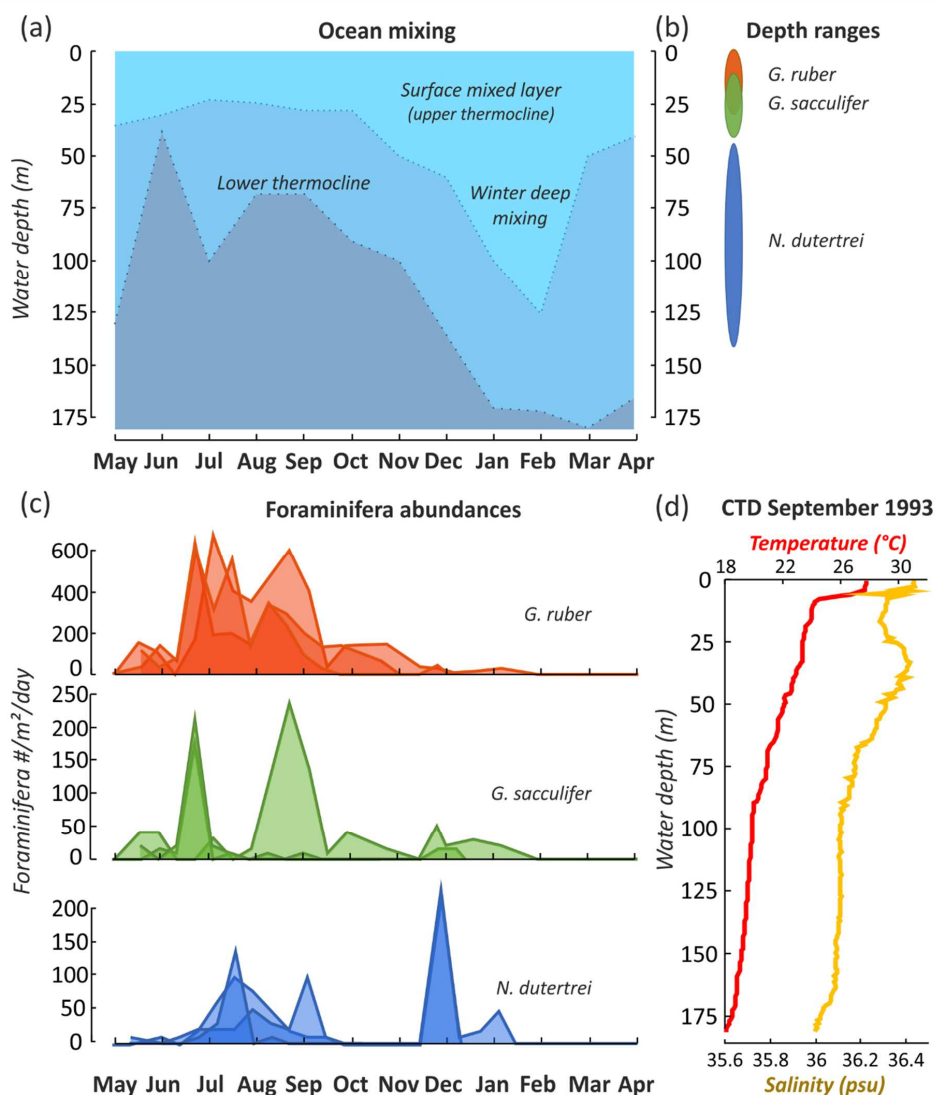 (a)
Ocean mixing
0
25
50
75
100
125
150
175
Water depth (m)
Surface mixed layer
(upper thermocline)
Lower thermocline
Winter deep
mixing
May Jun Jul Aug Sep Oct Nov Dec Jan Feb Mar Apr
(b)
Depth ranges
0
25
50
75
100
125
150
175
G. ruber
G. sacculifer
N. dutertrei
(c)
Foraminifera abundances
Foraminifera #/m²/day
600
400
200
0
G. ruber
250
200
150
100
50
0
G. sacculifer
200
150
100
50
0
N. dutertrei
May Jun Jul Aug Sep Oct Nov Dec Jan Feb Mar Apr
(d)
CTD September 1993
Temperature (°C)
18 22 26 30
0
25
50
75
100
125
150
175
Water depth (m)
35.6 35.8 36 36.2 36.4
Salinity (psu)